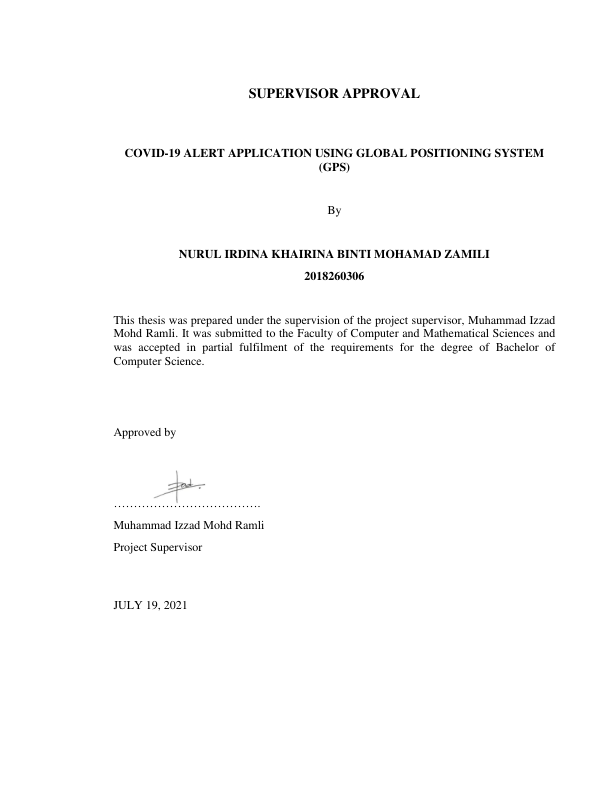 SUPERVISOR APPROVAL
COVID-19 ALERT APPLICATION USING GLOBAL POSITIONING SYSTEM
(GPS)
By
NURUL IRDINA KHAIRINA BINTI MOHAMAD ZAMILI
2018260306
This thesis was prepared under the supervision of the project supervisor, Muhammad Izzad
Mohd Ramli. It was submitted to the Faculty of Computer and Mathematical Sciences and
was accepted in partial fulfilment of the requirements for the degree of Bachelor of
Computer Science.
Approved by
……………………………….
Muhammad Izzad Mohd Ramli
Project Supervisor
JULY 19, 2021